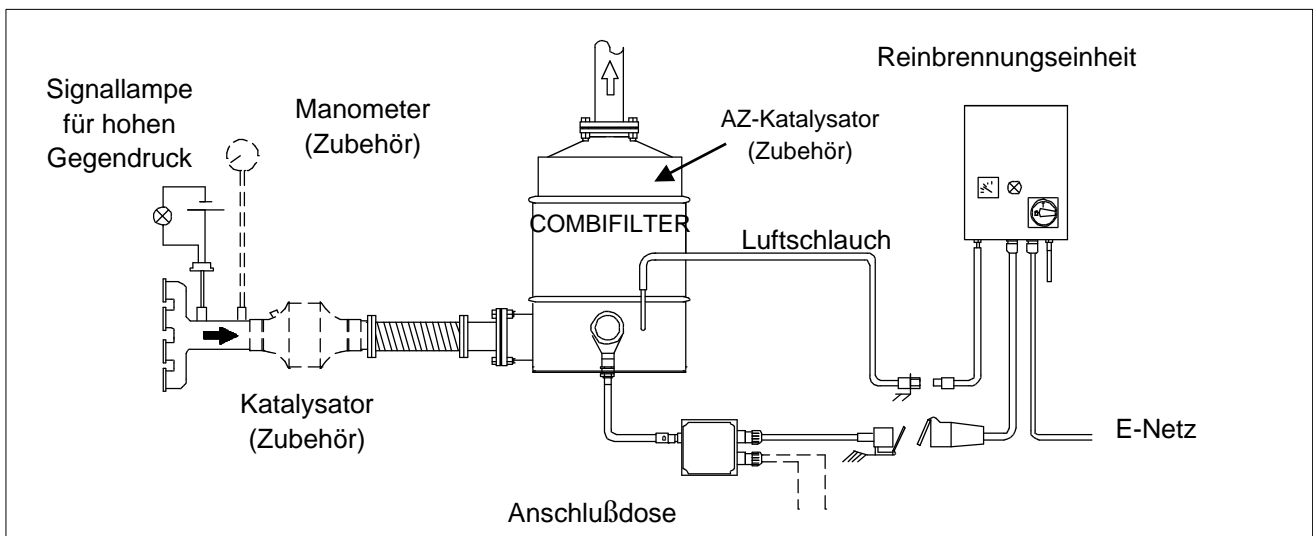 Signallampe
für hohen
Gegendruck
Manometer
(Zubehör)
AZ-Katalysator
(Zubehör)
Reinbrennungseinheit
COMBIFILTER
Luftschlauch
Katalysator
(Zubehör)
E-Netz
Anschlußdose